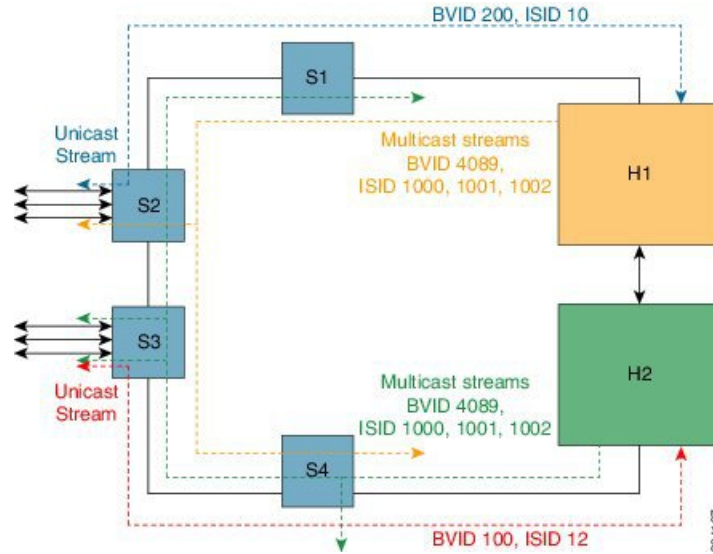 BVID 200, ISID 10
S1
Unicast
Stream
Multicast streams
BVID 4089,
ISID 1000, 1001, 1002
H1
S2
S3
Unicast
Stream
Multicast streams
BVID 4089,
ISID 1000, 1001, 1002
H2
S4
BVID 100, ISID 12